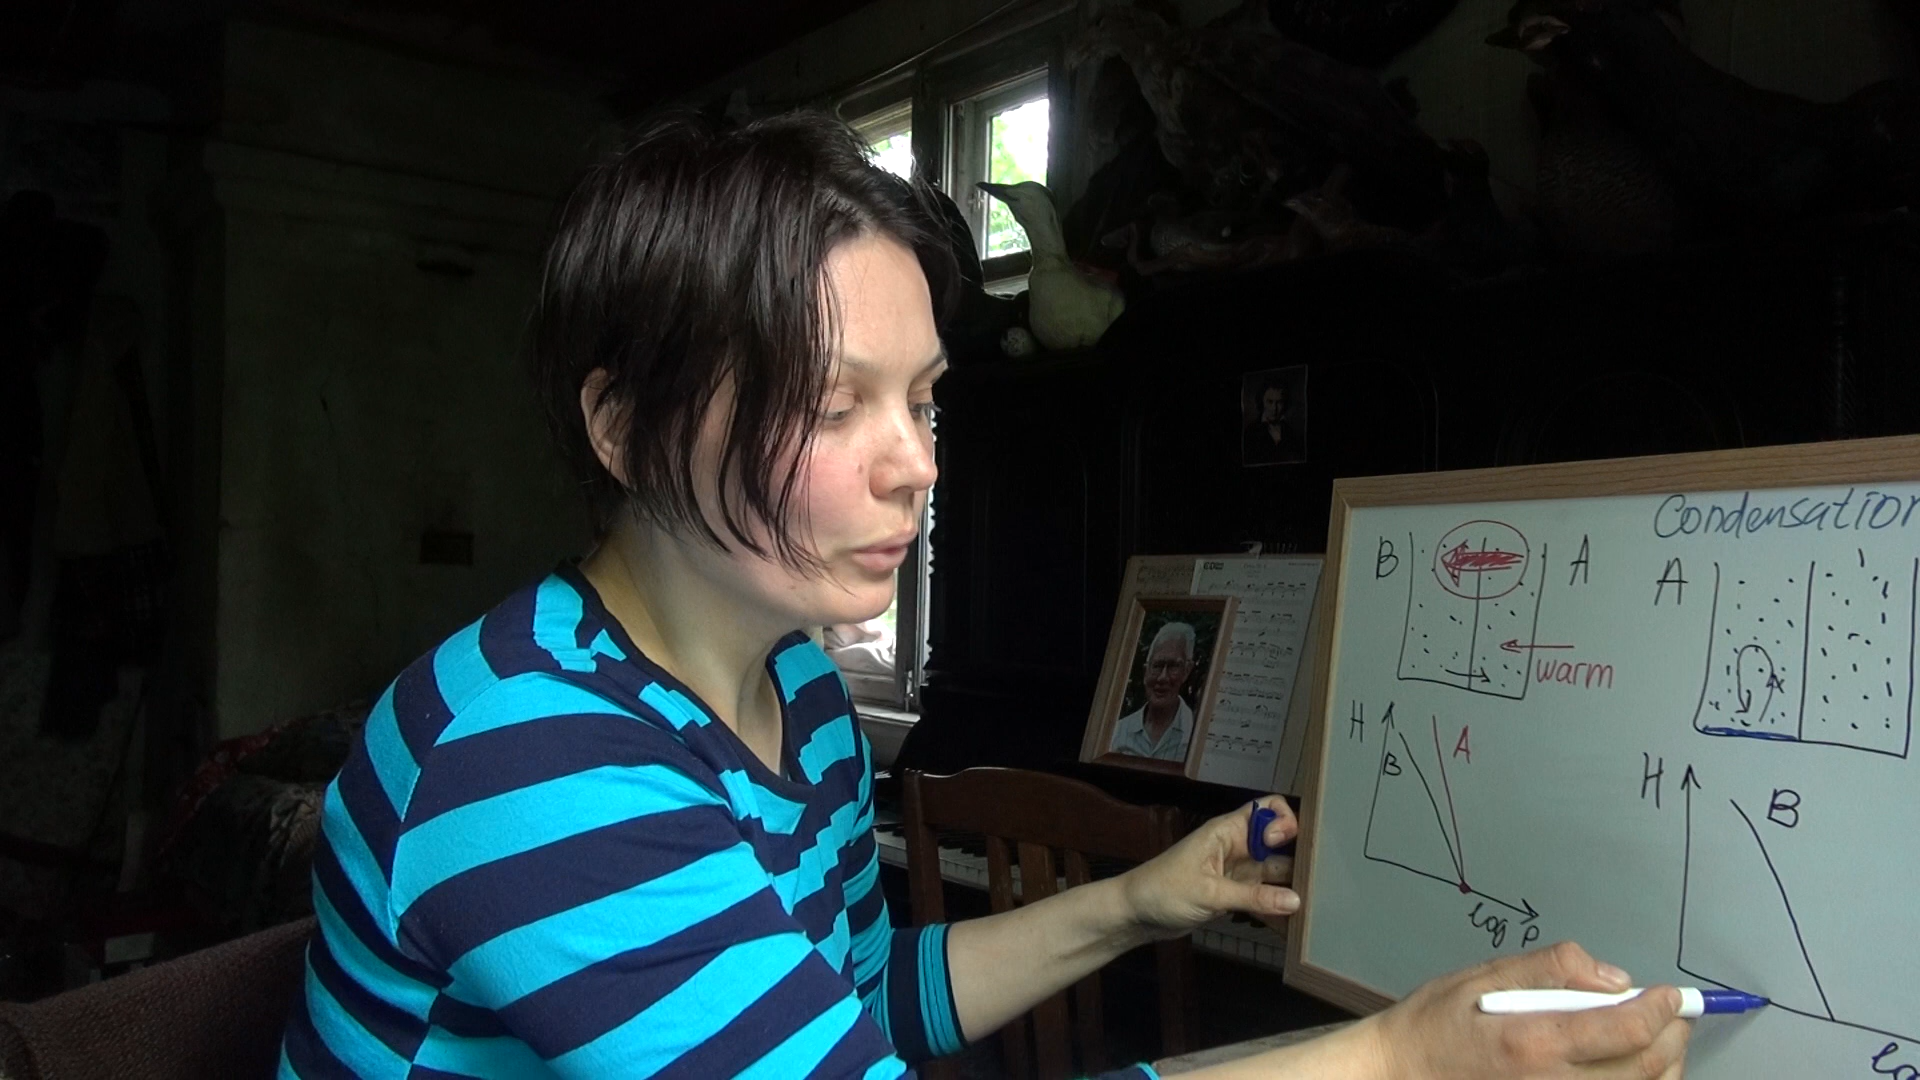 Condensation
B A
warm
H
B A
log p
A
H
B